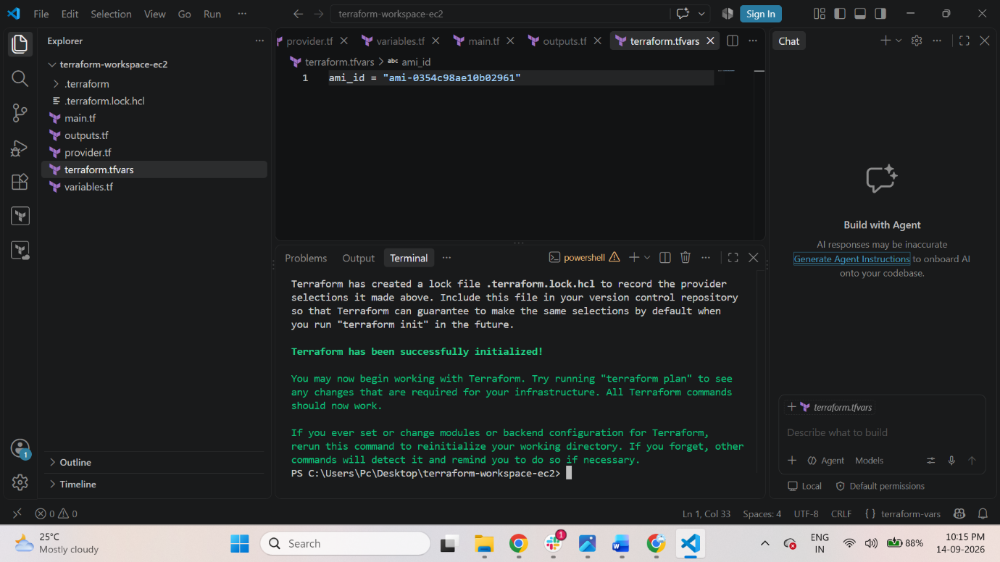 File Edit Selection View Go Run ···
terraform-workspace-ec2
Sign In
Explorer
terraform-workspace-ec2
.terraform
.terraform.lock.hcl
main.tf
outputs.tf
provider.tf
terraform.tfvars
variables.tf
Outline
Timeline
1
provider.tf variables.tf main.tf outputs.tf terraform.tfvars
terraform.tfvars > abc ami_id
1 ami_id = "ami-0354c98ae10b02961"
Problems Output Terminal ···
powershell
Terraform has created a lock file .terraform.lock.hcl to record the provider
selections it made above. Include this file in your version control repository
so that Terraform can guarantee to make the same selections by default when
you run "terraform init" in the future.
Terraform has been successfully initialized!
You may now begin working with Terraform. Try running "terraform plan" to see
any changes that are required for your infrastructure. All Terraform commands
should now work.
If you ever set or change modules or backend configuration for Terraform,
rerun this command to reinitialize your working directory. If you forget, other
commands will detect it and remind you to do so if necessary.
PS C:\Users\Pc\Desktop\terraform-workspace-ec2>
Chat
Build with Agent
AI responses may be inaccurate
Generate Agent Instructions to onboard AI
onto your codebase.
terraform.tfvars
Describe what to build
Agent Models
Local Default permissions
0 0
Ln 1, Col 33 Spaces: 4 UTF-8 CRLF {} terraform-vars
25°C
Mostly cloudy
Search
1
ENG
IN
88%
10:15 PM
14-09-2026